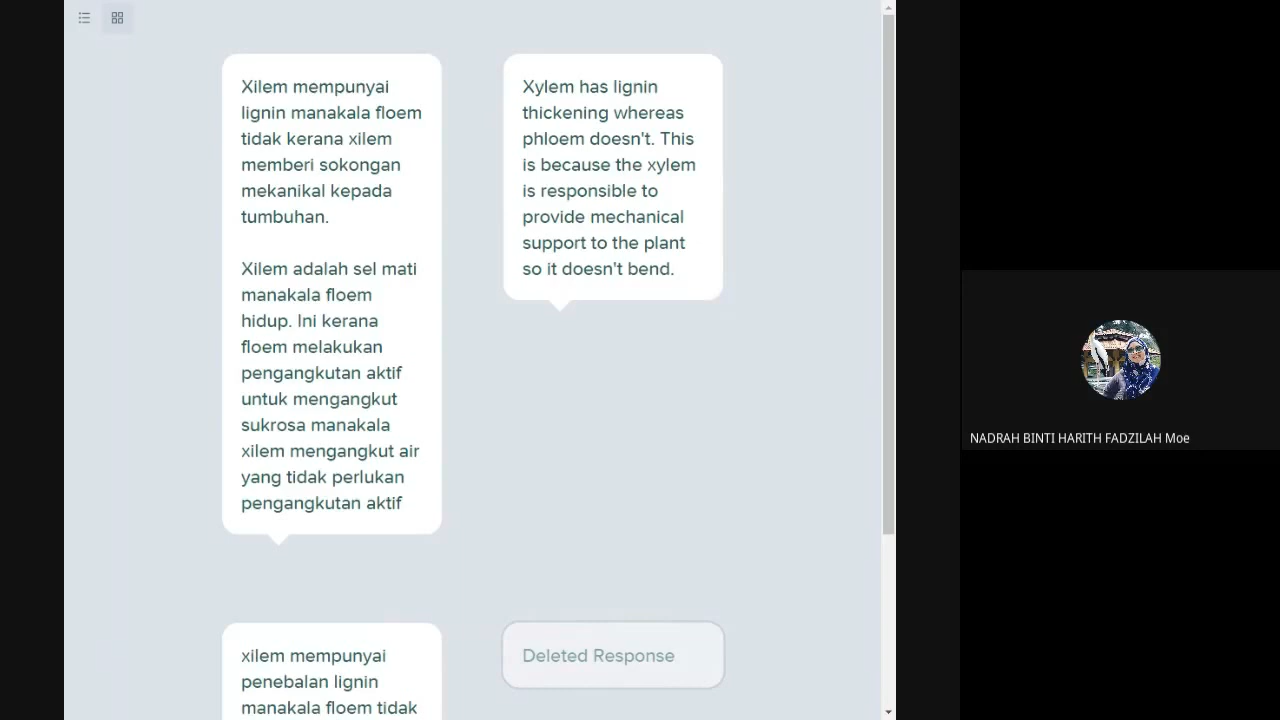 Xilem mempunyai
lignin manakala floem
tidak kerana xilem
memberi sokongan
mekanikal kepada
tumbuhan.
Xilem adalah sel mati
manakala floem
hidup. Ini kerana
floem melakukan
pengangkutan aktif
untuk mengangkut
sukrosa manakala
xilem mengangkut air
yang tidak perlukan
pengangkutan aktif
Xylem has lignin
thickening whereas
phloem doesn't. This
is because the xylem
is responsible to
provide mechanical
support to the plant
so it doesn't bend.
xilem mempunyai
penebalan lignin
manakala floem tidak
Deleted Response
NADRAH BINTI HARITH FADZILAH Moe